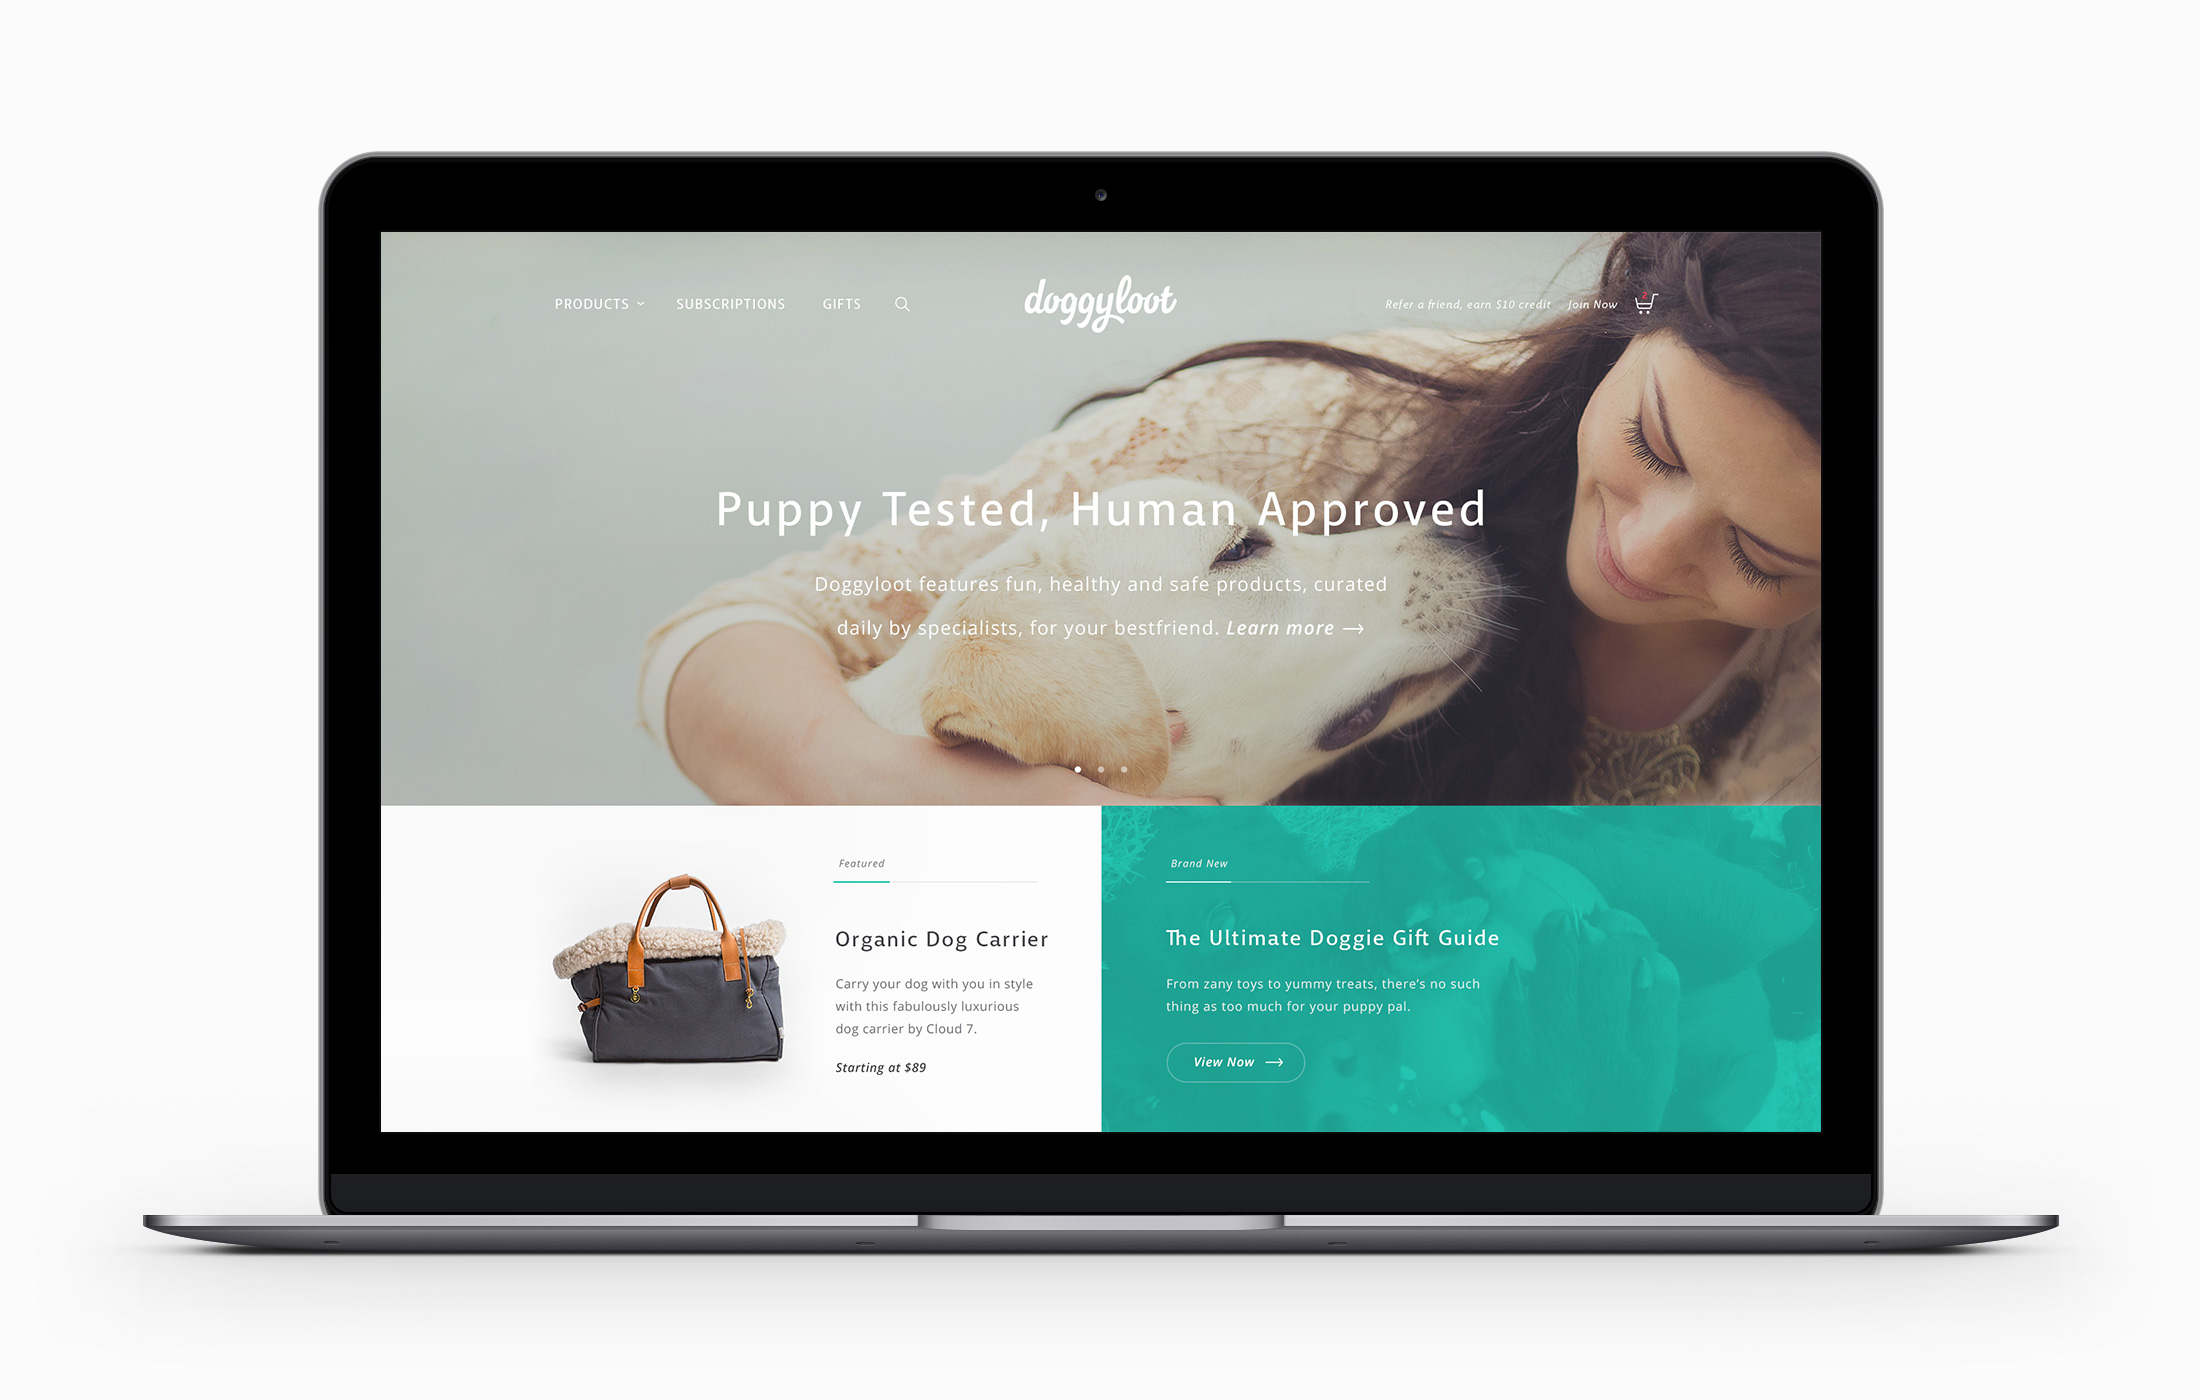 PRODUCTS
SUBSCRIPTIONS
GIFTS
doggyloot
Refer a friend, earn $10 credit
Join Now
2
Puppy Tested, Human Approved
Doggyloot features fun, healthy and safe products, curated
daily by specialists, for your bestfriend. Learn more →
Featured
Organic Dog Carrier
Carry your dog with you in style
with this fabulously luxurious
dog carrier by Cloud 7.
Starting at $89
Brand New
The Ultimate Doggie Gift Guide
From zany toys to yummy treats, there’s no such
thing as too much for your puppy pal.
View Now →